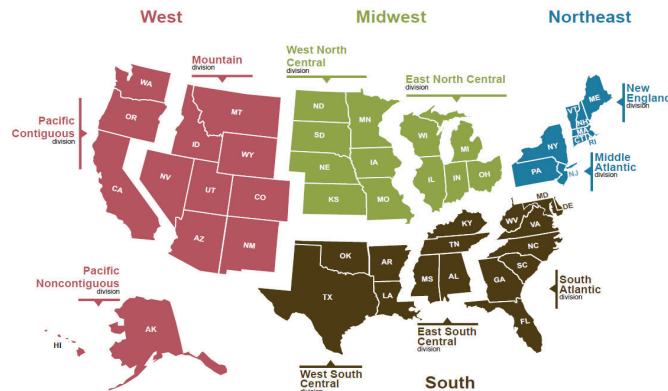 West
Midwest
Northeast
Mountain
division
West North
Central
division
East North Central
division
New
England
division
Pacific
Contiguous
division
Middle
Atlantic
division
WA
OR
CA
NV
ID
MT
WY
UT
CO
AZ
NM
ND
SD
NE
KS
MN
IA
MO
WI
MI
IL
IN
OH
VT
NH
ME
MA
CT
RI
NY
PA
NJ
MD
DE
WV
VA
KY
TN
NC
SC
GA
FL
OK
AR
TX
LA
MS
AL
Pacific
Noncontiguous
division
HI
AK
South
Atlantic
division
East South
Central
division
West South
Central
division
South